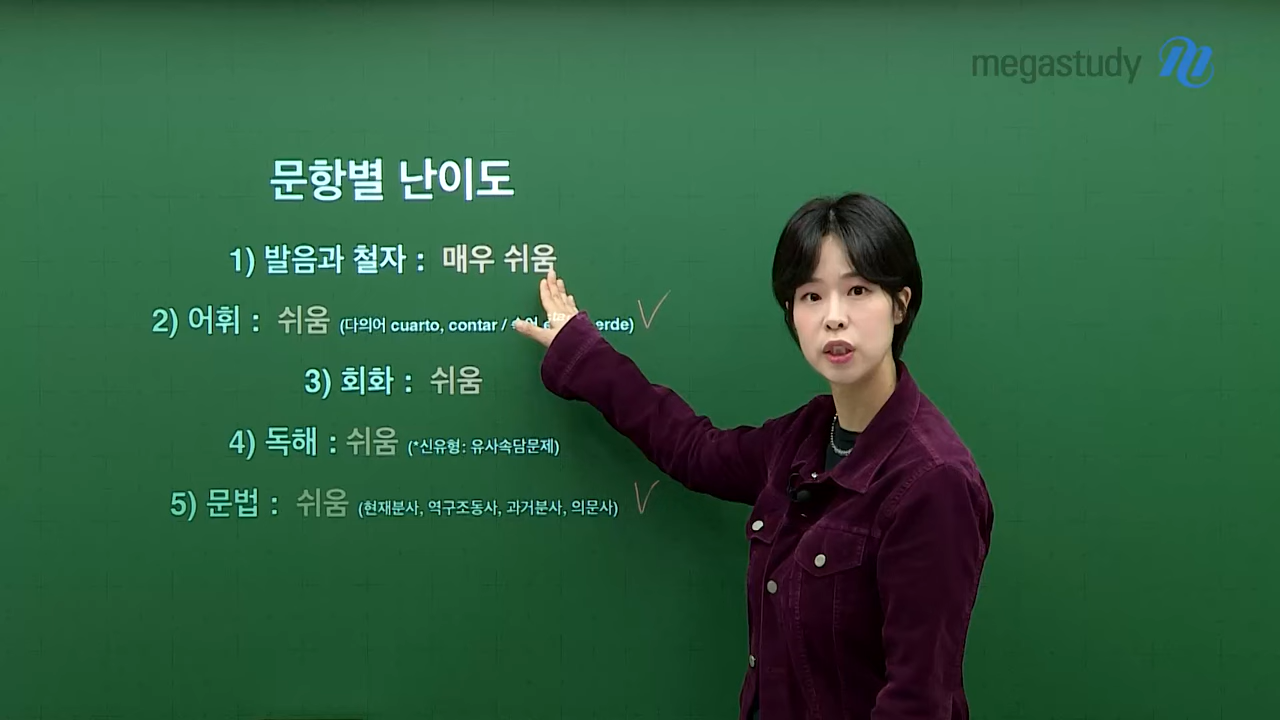 megastudy
문항별 난이도
1) 발음과 철자 : 매우 쉬움
2) 어휘 : 쉬움 (다의어 cuarto, contar / erde)
3) 회화 : 쉬움
4) 독해 : 쉬움 (*신유형: 유사속담문제)
5) 문법 : 쉬움 (현재분사, 역구조동사, 과거분사, 의문사)